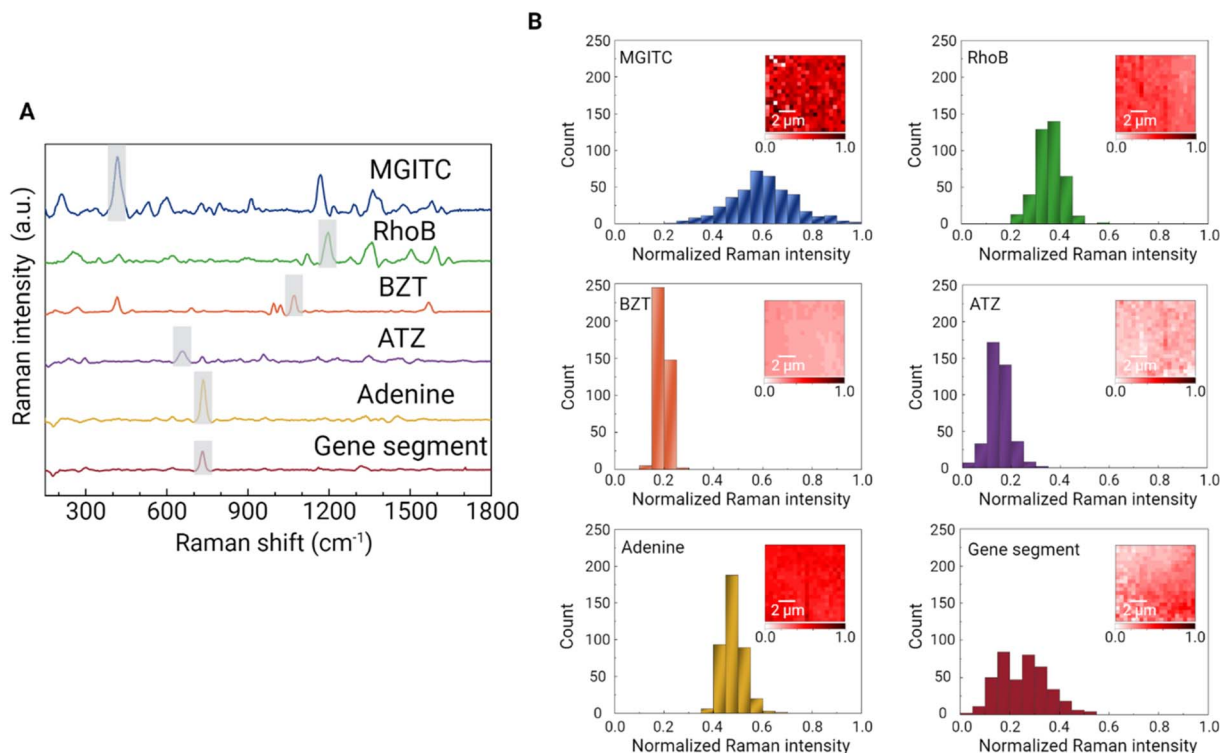 A
Raman intensity (a.u.)
MGITC
RhoB
BZT
ATZ
Adenine
Gene segment
300 600 900 1200 1500 1800
Raman shift (cm⁻¹)
B
250
200
150
100
50
0
Count
MGITC
2 µm
0.0 1.0
0.0 0.2 0.4 0.6 0.8 1.0
Normalized Raman intensity
250
200
150
100
50
0
Count
RhoB
2 µm
0.0 1.0
0.0 0.2 0.4 0.6 0.8 1.0
Normalized Raman intensity
250
200
150
100
50
0
Count
BZT
2 µm
0.0 1.0
0.0 0.2 0.4 0.6 0.8 1.0
Normalized Raman intensity
250
200
150
100
50
0
Count
ATZ
2 µm
0.0 1.0
0.0 0.2 0.4 0.6 0.8 1.0
Normalized Raman intensity
250
200
150
100
50
0
Count
Adenine
2 µm
0.0 1.0
0.0 0.2 0.4 0.6 0.8 1.0
Normalized Raman intensity
250
200
150
100
50
0
Count
Gene segment
2 µm
0.0 1.0
0.0 0.2 0.4 0.6 0.8 1.0
Normalized Raman intensity